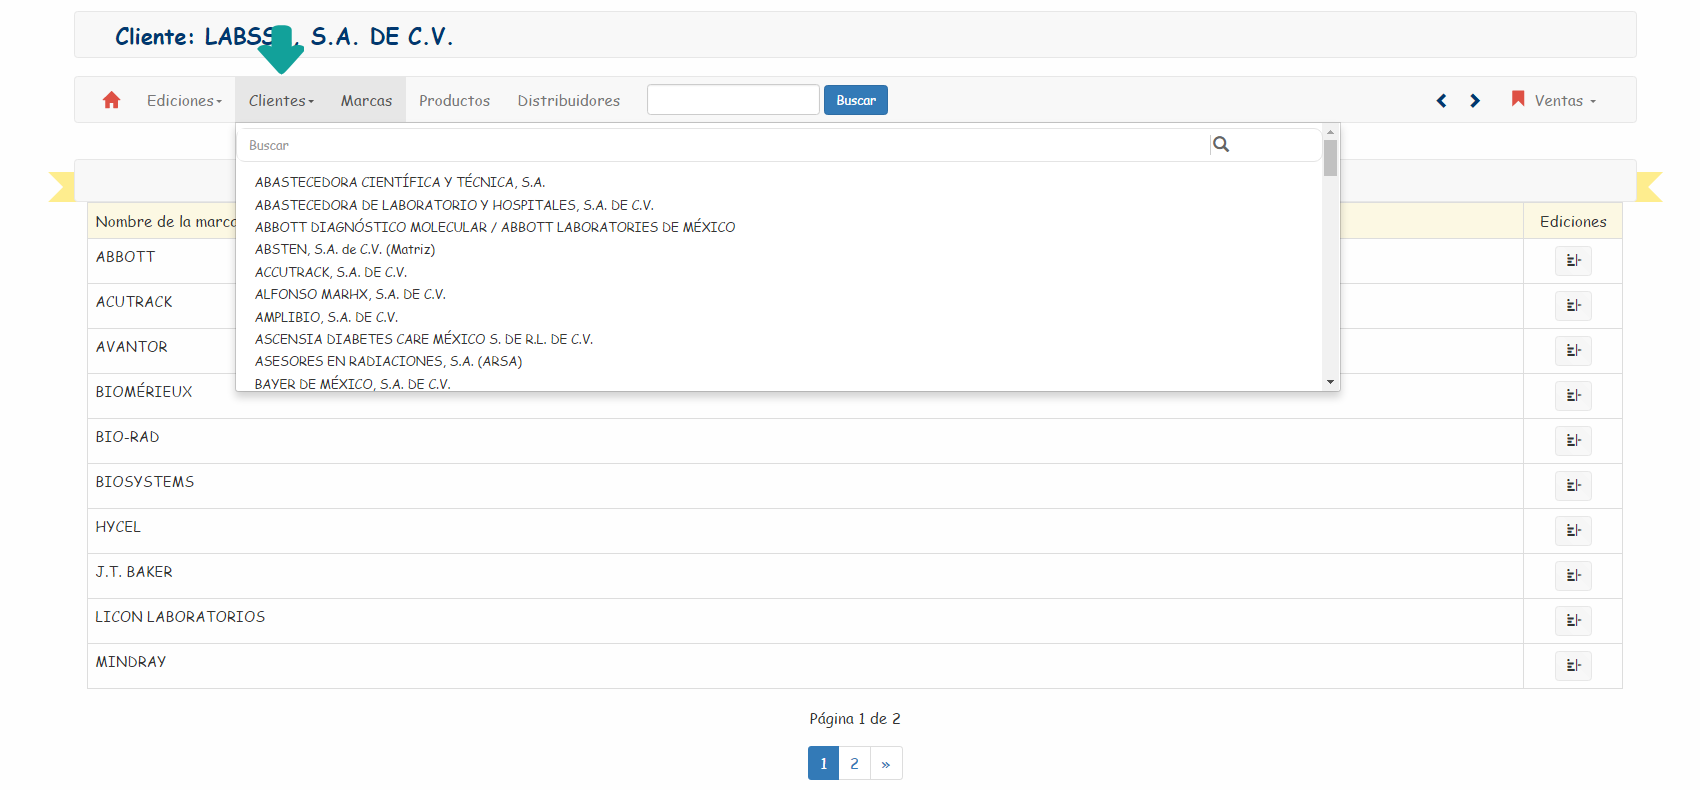 Cliente: LABSS , S.A. DE C.V.
Ediciones Clientes Marcas Productos Distribuidores Buscar Ventas
Buscar
ABASTECEDORA CIENTÍFICA Y TÉCNICA, S.A.
ABASTECEDORA DE LABORATORIO Y HOSPITALES, S.A. DE C.V.
ABBOTT DIAGNÓSTICO MOLECULAR / ABBOTT LABORATORIES DE MÉXICO
ABSTEN, S.A. de C.V. (Matriz)
ACCUTRACK, S.A. DE C.V.
ALFONSO MARHX, S.A. DE C.V.
AMPLIBIO, S.A. DE C.V.
ASCENSIA DIABETES CARE MÉXICO S. DE R.L. DE C.V.
ASESORES EN RADIACIONES, S.A. (ARSA)
BAYER DE MÉXICO, S.A. DE C.V.
Nombre de la marca Ediciones
ABBOTT
ACUTRACK
AVANTOR
BIOMÉRIEUX
BIO-RAD
BIOSYSTEMS
HYCEL
J.T. BAKER
LICON LABORATORIOS
MINDRAY
Página 1 de 2
1 2 »